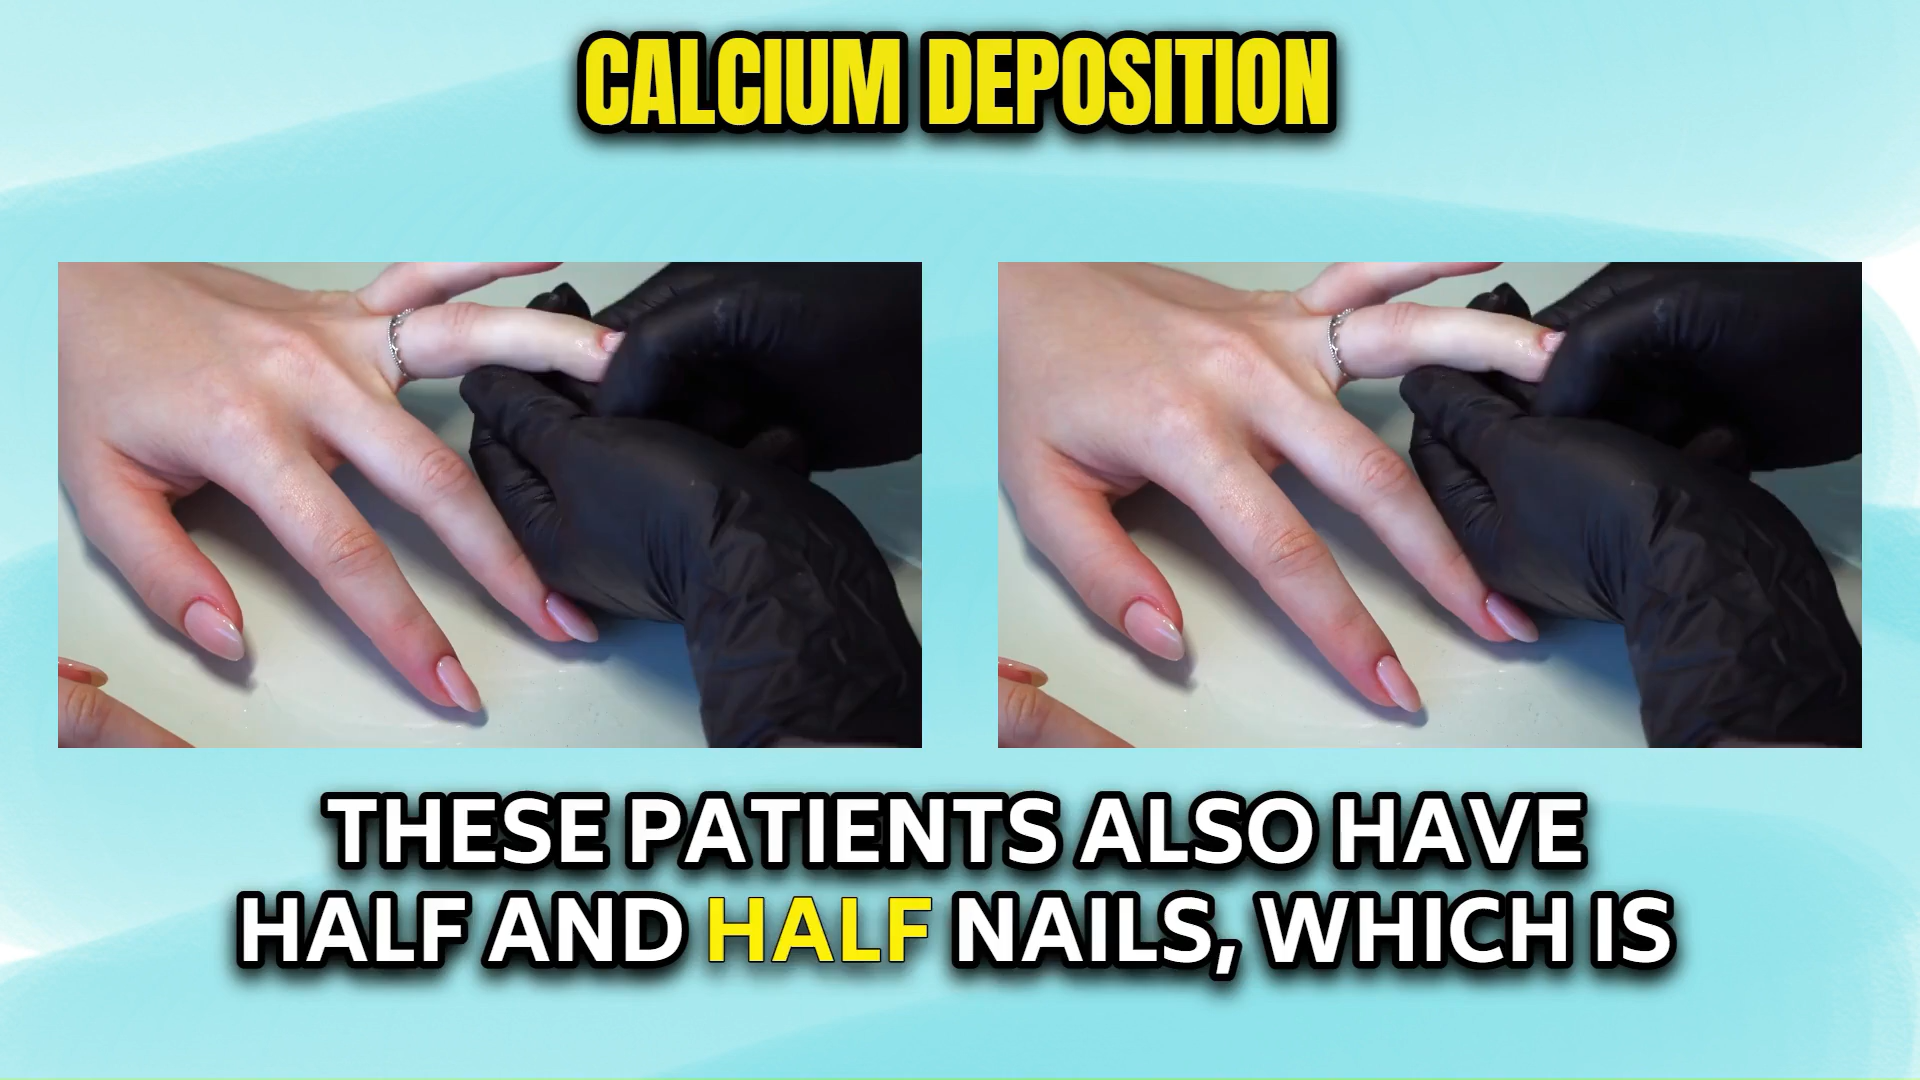 CALCIUM DEPOSITION
THESE PATIENTS ALSO HAVE
HALF AND HALF NAILS, WHICH IS